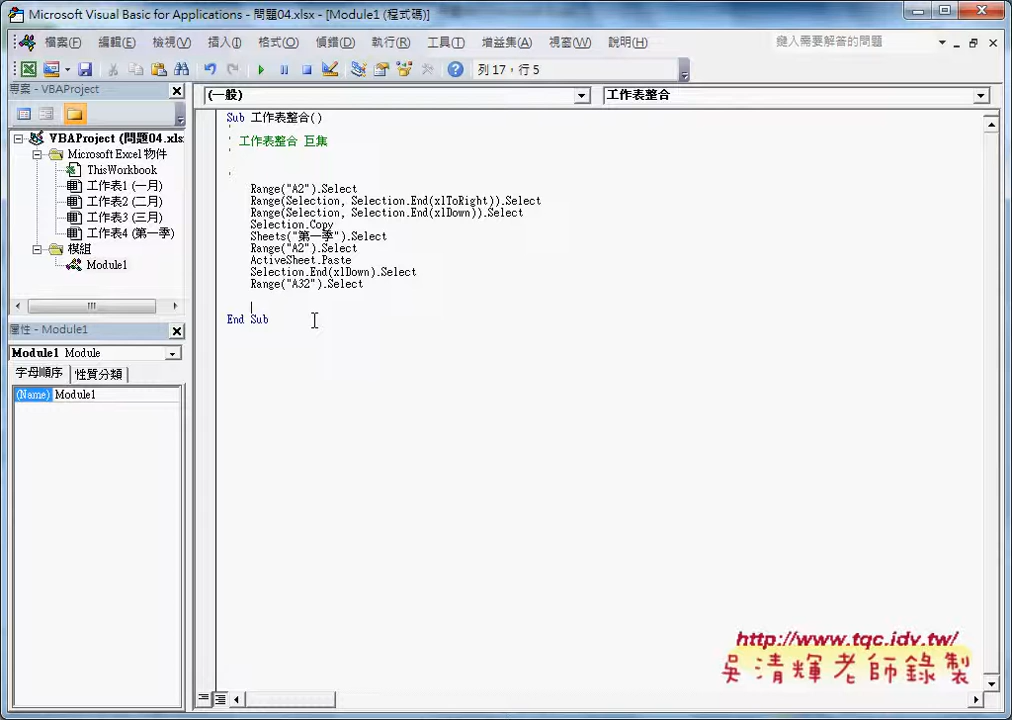 Microsoft Visual Basic for Applications - 問題04.xlsx - [Module1 (程式碼)]
檔案(F) 編輯(E) 檢視(V) 插入(I) 格式(O) 偵錯(D) 執行(R) 工具(T) 增益集(A) 視窗(W) 說明(H) 鍵入需要解答的問題
列 17，行 5
專案 - VBAProject
(一般) 工作表整合
VBAProject (問題04.xls
Microsoft Excel 物件
ThisWorkbook
工作表1 (一月)
工作表2 (二月)
工作表3 (三月)
工作表4 (第一季)
模組
Module1
屬性 - Module1
Module1 Module
字母順序 性質分類
(Name) Module1
Sub 工作表整合()
'
' 工作表整合 巨集
'
'
Range("A2").Select
Range(Selection, Selection.End(xlToRight)).Select
Range(Selection, Selection.End(xlDown)).Select
Selection.Copy
Sheets("第一季").Select
Range("A2").Select
ActiveSheet.Paste
Selection.End(xlDown).Select
Range("A32").Select
End Sub
http://www.tqc.idv.tw/
吳清輝老師錄製